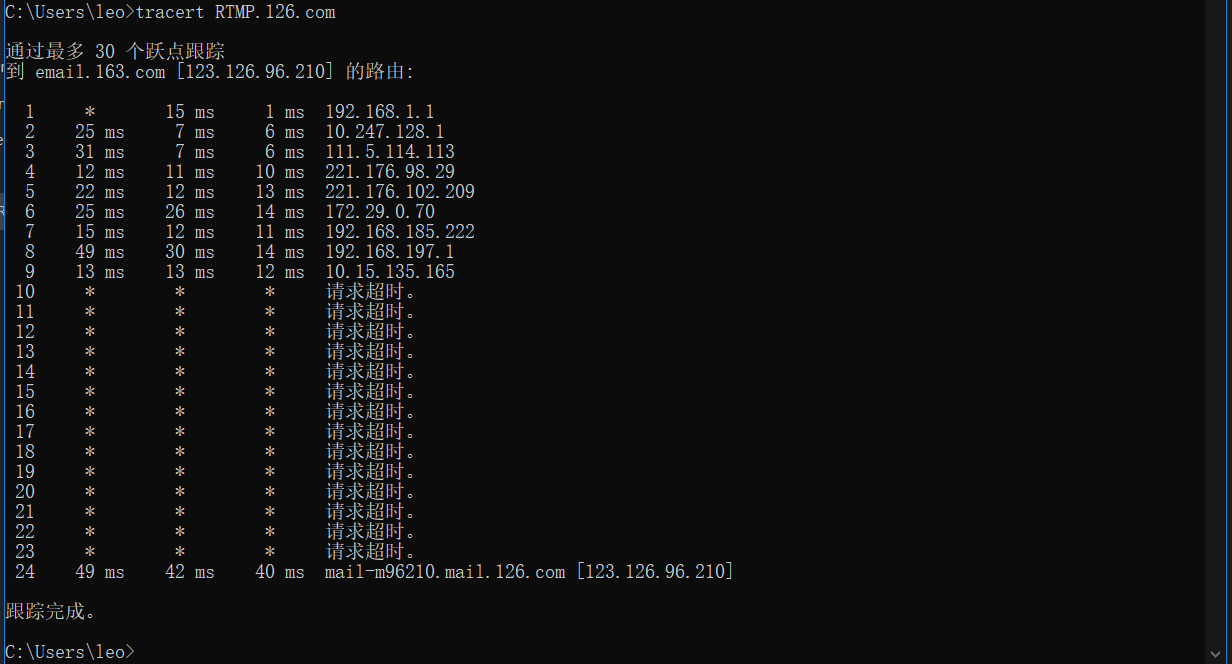 C:\Users\leo>tracert RTMP.126.com
通过最多 30 个跃点跟踪
到 email.163.com [123.126.96.210] 的路由:
1 * 15 ms 1 ms 192.168.1.1
2 25 ms 7 ms 6 ms 10.247.128.1
3 31 ms 7 ms 6 ms 111.5.114.113
4 12 ms 11 ms 10 ms 221.176.98.29
5 22 ms 12 ms 13 ms 221.176.102.209
6 25 ms 26 ms 14 ms 172.29.0.70
7 15 ms 12 ms 11 ms 192.168.185.222
8 49 ms 30 ms 14 ms 192.168.197.1
9 13 ms 13 ms 12 ms 10.15.135.165
10 * * * 请求超时。
11 * * * 请求超时。
12 * * * 请求超时。
13 * * * 请求超时。
14 * * * 请求超时。
15 * * * 请求超时。
16 * * * 请求超时。
17 * * * 请求超时。
18 * * * 请求超时。
19 * * * 请求超时。
20 * * * 请求超时。
21 * * * 请求超时。
22 * * * 请求超时。
23 * * * 请求超时。
24 49 ms 42 ms 40 ms mail-m96210.mail.126.com [123.126.96.210]
跟踪完成。
C:\Users\leo>